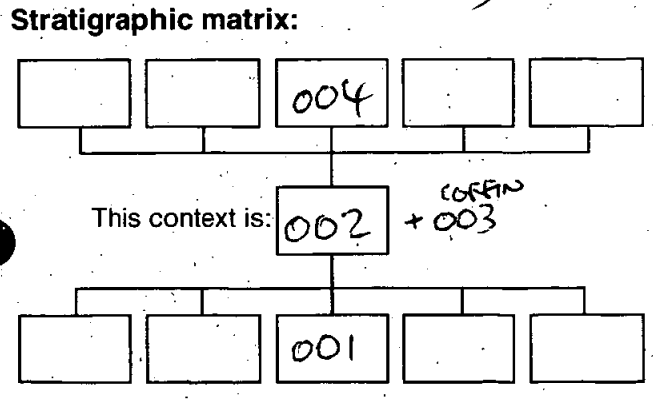 Stratigraphic matrix:
004
COFFIN
This context is: 002 + 003
001